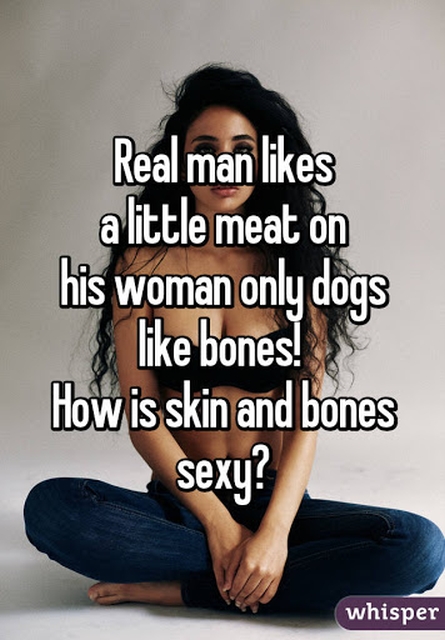 Real man likes
a little meat on
his woman only dogs
like bones!
How is skin and bones
sexy?
whisper